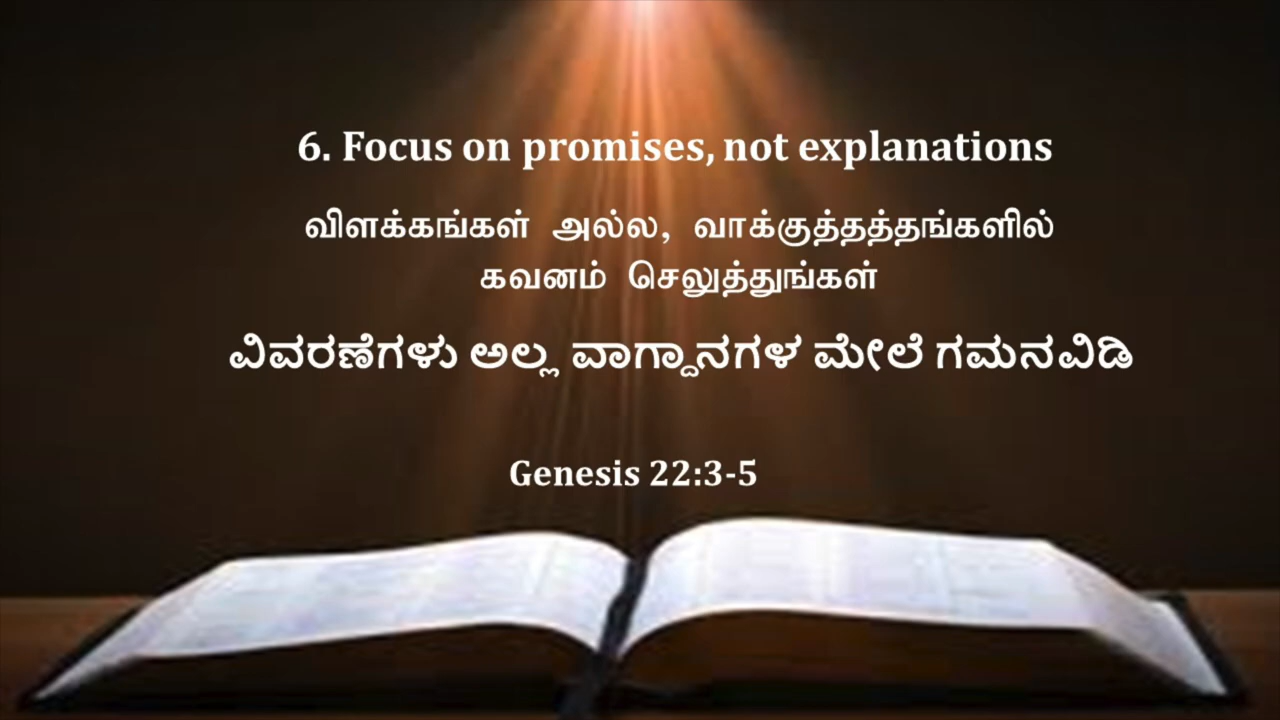 6. Focus on promises, not explanations
விளக்கங்கள் அல்ல, வாக்குத்தத்தங்களில்
கவனம் செலுத்துங்கள்
ವಿವರಣೆಗಳು ಅಲ್ಲ ವಾಗ್ದಾನಗಳ ಮೇಲೆ ಗಮನವಿಡಿ
Genesis 22:3-5